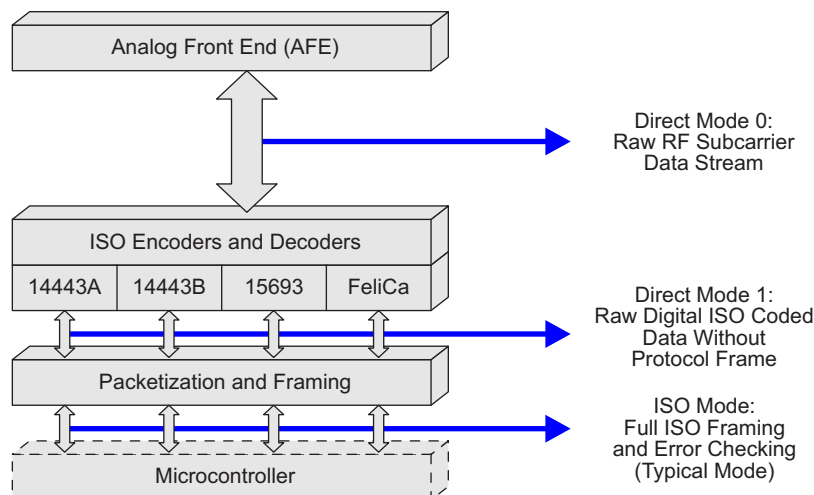 Analog Front End (AFE)
Direct Mode 0:
Raw RF Subcarrier
Data Stream
ISO Encoders and Decoders
14443A
14443B
15693
FeliCa
Direct Mode 1:
Raw Digital ISO Coded
Data Without
Protocol Frame
Packetization and Framing
ISO Mode:
Full ISO Framing
and Error Checking
(Typical Mode)
Microcontroller